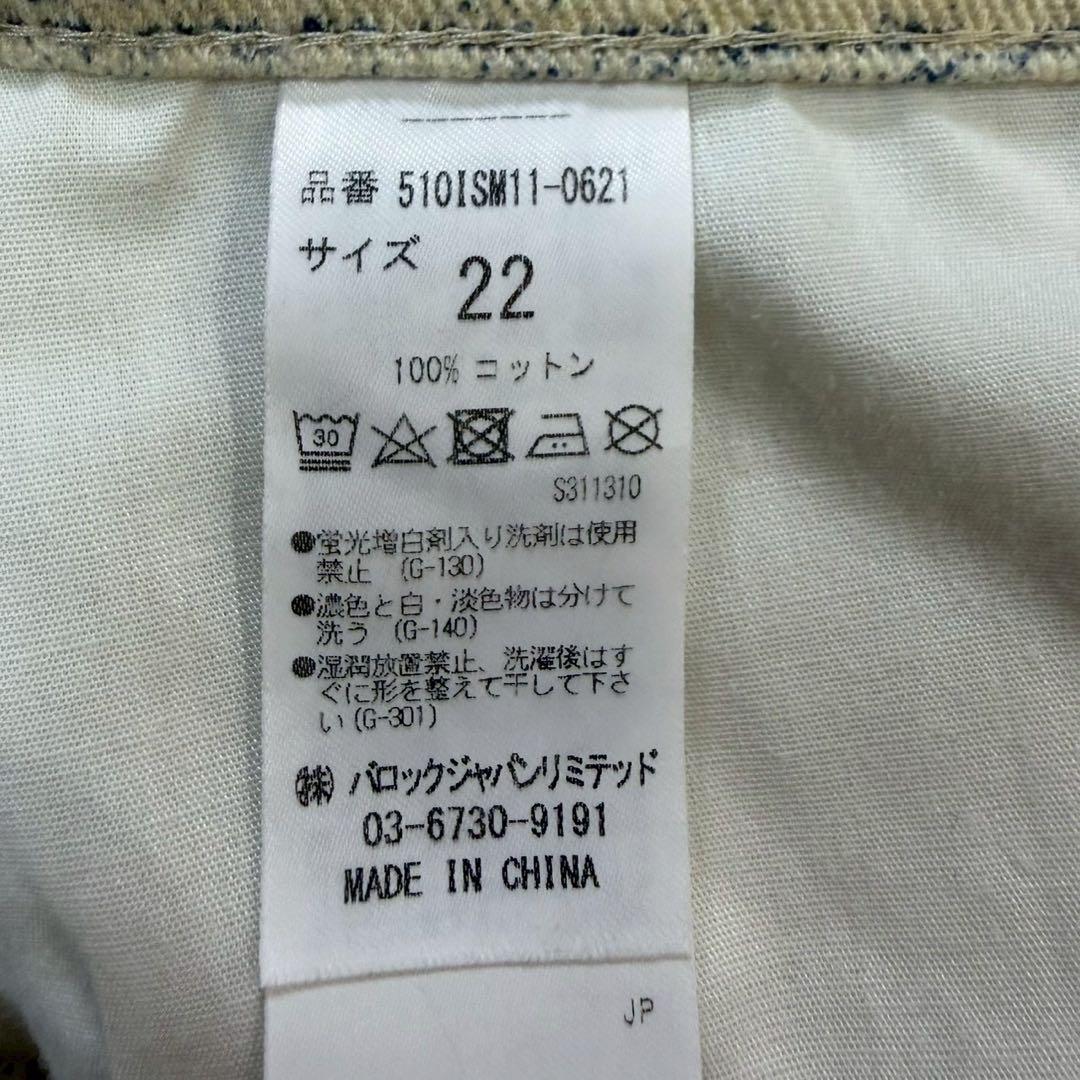 品番 510ISM11-0621
サイズ 22
100% コットン
30
S311310
●蛍光増白剤入り洗剤は使用
禁止 (G-130)
●濃色と白・淡色物は分けて
洗う (G-140)
●湿潤放置禁止、洗濯後はす
ぐに形を整えて干して下さ
い(G-301)
㈱ バロックジャパンリミテッド
03-6730-9191
MADE IN CHINA
JP